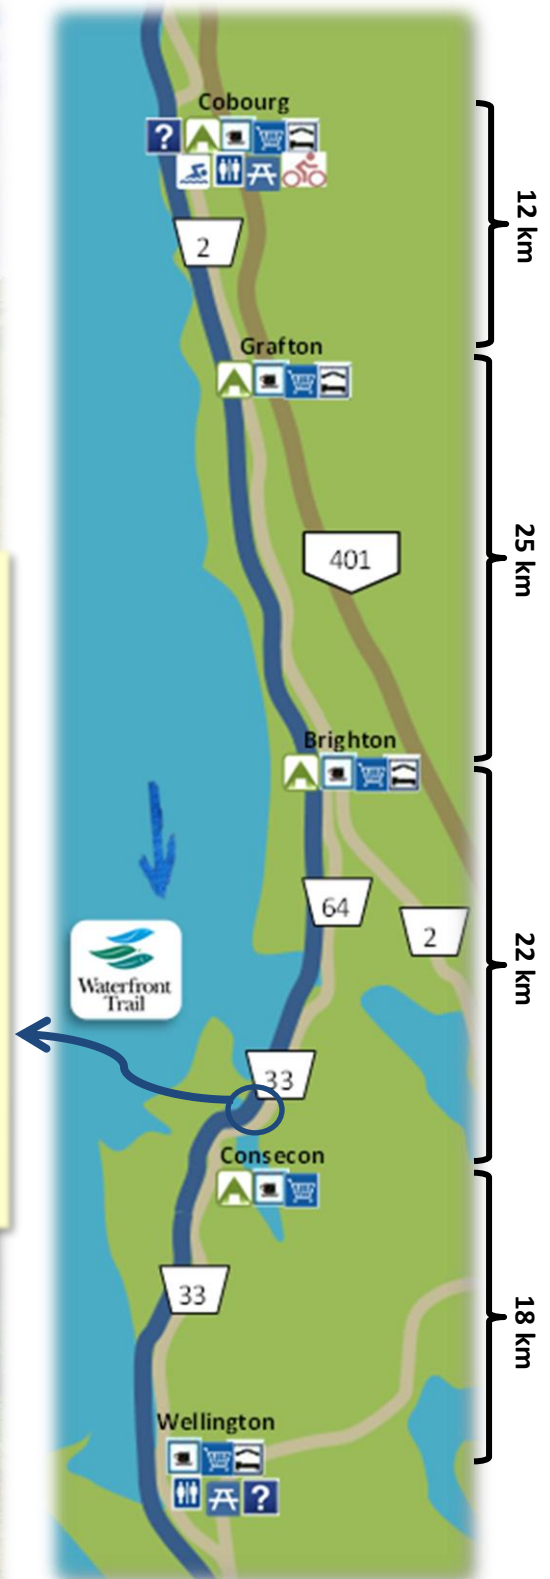 Cobourg
?
2
12 km
Grafton
25 km
401
Brighton
64
2
22 km
Waterfront
Trail
33
Consecon
33
18 km
Wellington
?